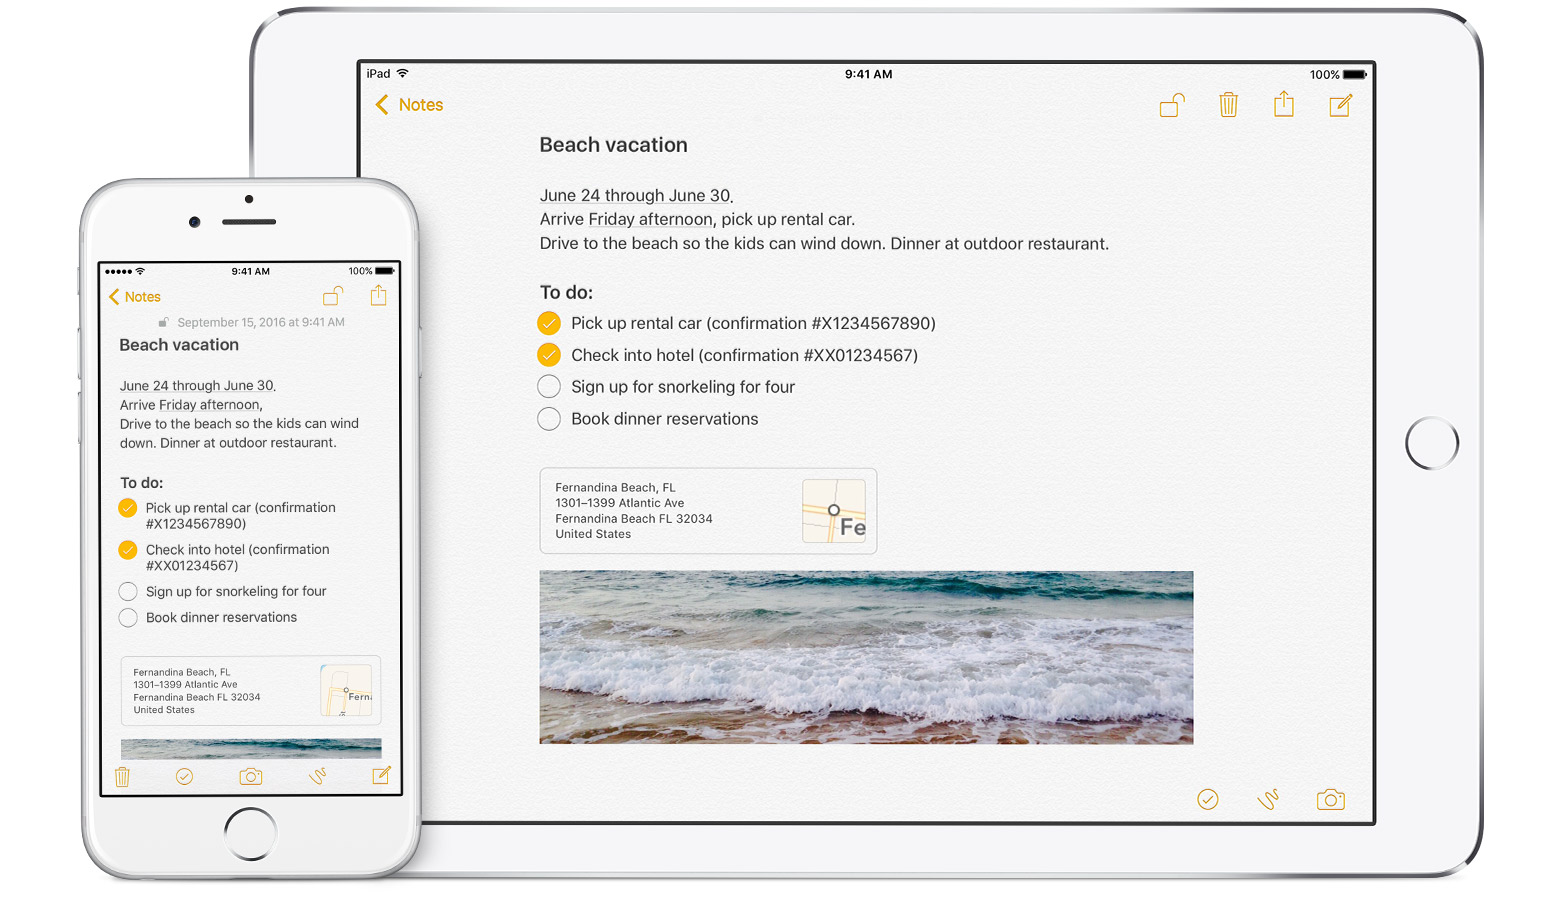 iPad
9:41 AM
100%
Notes
Beach vacation
June 24 through June 30.
Arrive Friday afternoon, pick up rental car.
Drive to the beach so the kids can wind down. Dinner at outdoor restaurant.
To do:
Pick up rental car (confirmation #X1234567890)
Check into hotel (confirmation #XX01234567)
Sign up for snorkeling for four
Book dinner reservations
Fernandina Beach, FL
1301–1399 Atlantic Ave
Fernandina Beach FL 32034
United States
Fe
9:41 AM
100%
Notes
September 15, 2016 at 9:41 AM
Beach vacation
June 24 through June 30.
Arrive Friday afternoon,
Drive to the beach so the kids can wind
down. Dinner at outdoor restaurant.
To do:
Pick up rental car (confirmation
#X1234567890)
Check into hotel (confirmation
#XX01234567)
Sign up for snorkeling for four
Book dinner reservations
Fernandina Beach, FL
1301–1399 Atlantic Ave
Fernandina Beach FL 32034
United States
Fern